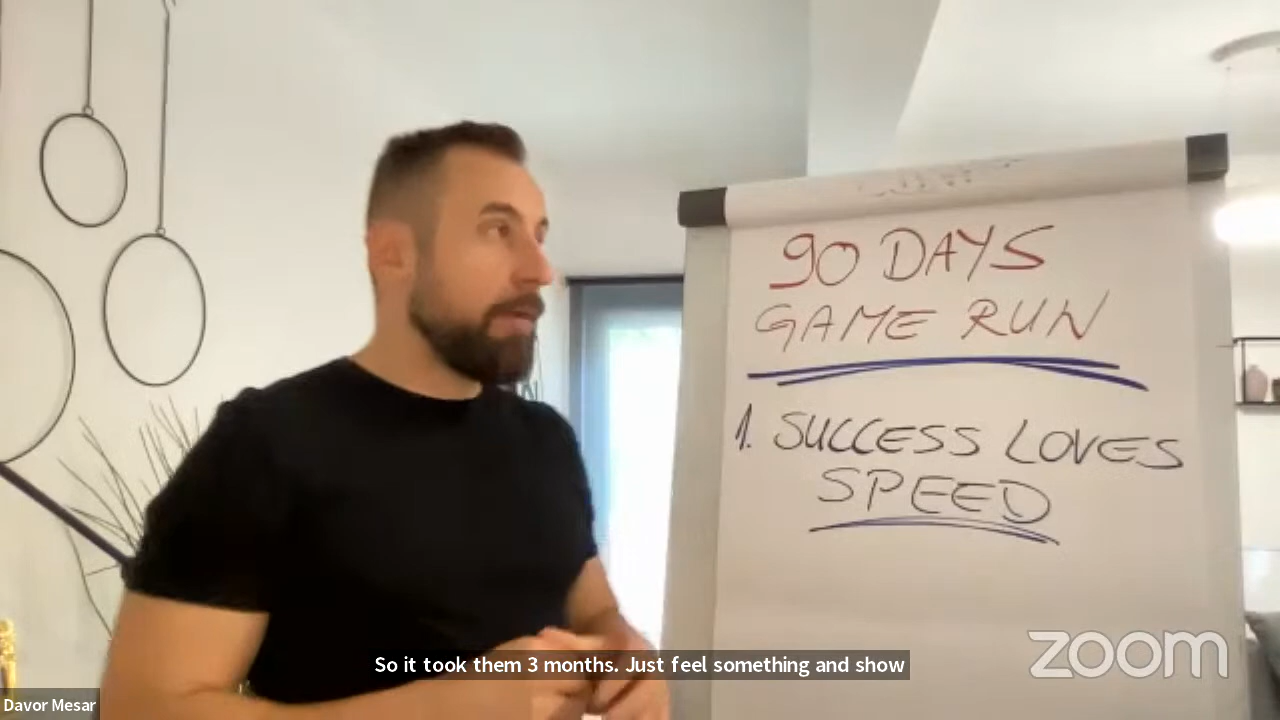 90 DAYS
GAME RUN
1. SUCCESS LOVES
SPEED
So it took them 3 months. Just feel something and show
zoom
Davor Mesar